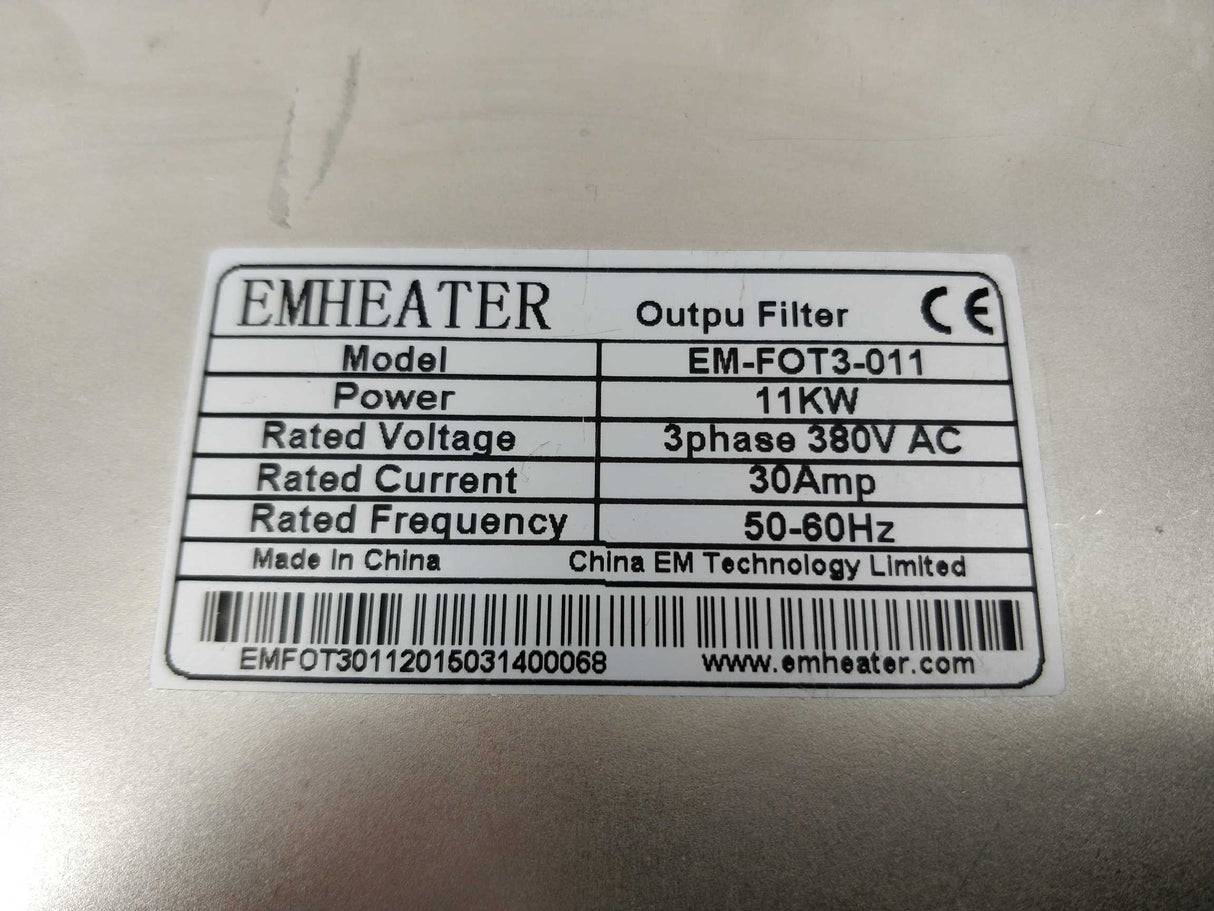 EMHEATER Outpu Filter CE
Model EM-FOT3-011
Power 11KW
Rated Voltage 3phase 380V AC
Rated Current 30Amp
Rated Frequency 50-60Hz
Made In China China EM Technology Limited
EMFOT30112015031400068 www.emheater.com